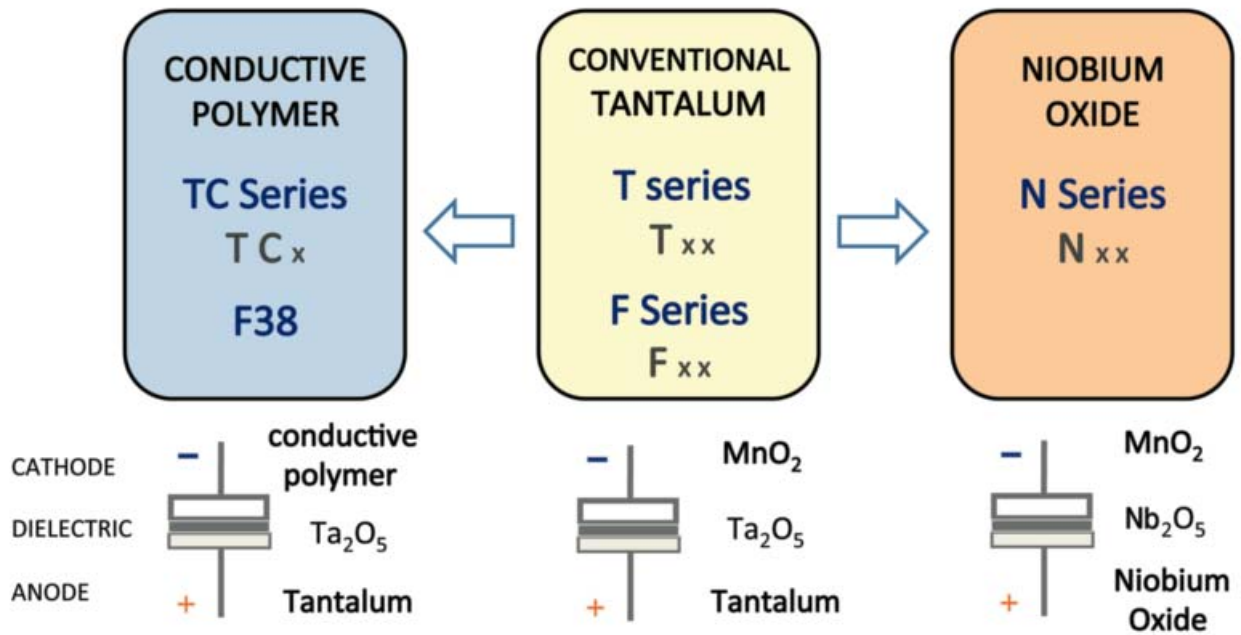 CONDUCTIVE
POLYMER
TC Series
T C x
F38
CONVENTIONAL
TANTALUM
T series
T x x
F Series
F x x
NIOBIUM
OXIDE
N Series
N x x
CATHODE
DIELECTRIC
ANODE
−
conductive
polymer
Ta₂O₅
+
Tantalum
−
MnO₂
Ta₂O₅
+
Tantalum
−
MnO₂
Nb₂O₅
+
Niobium
Oxide